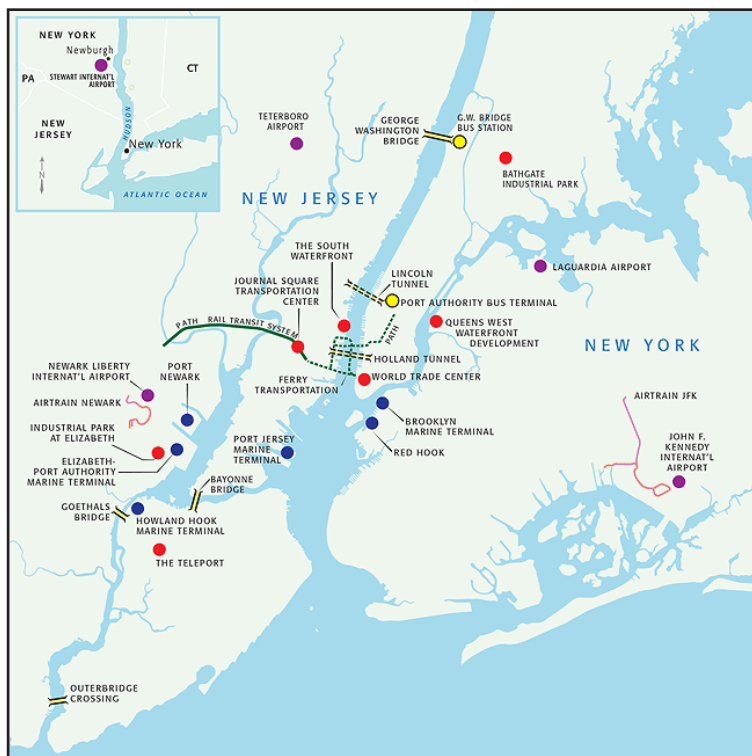 NEW YORK
Newburgh
STEWART INTERNAT'L
AIRPORT
PA
CT
NEW
JERSEY
HUDSON
New York
N
ATLANTIC OCEAN
TETERBORO
AIRPORT
GEORGE
WASHINGTON
BRIDGE
G.W. BRIDGE
BUS STATION
BATHGATE
INDUSTRIAL PARK
NEW JERSEY
THE SOUTH
WATERFRONT
LINCOLN
TUNNEL
LAGUARDIA AIRPORT
JOURNAL SQUARE
TRANSPORTATION
CENTER
PORT AUTHORITY BUS TERMINAL
PATH RAIL TRANSIT SYSTEM
PATH
QUEENS WEST
WATERFRONT
DEVELOPMENT
NEW YORK
HOLLAND TUNNEL
NEWARK LIBERTY
INTERNAT'L AIRPORT
PORT
NEWARK
FERRY
TRANSPORTATION
WORLD TRADE CENTER
AIRTRAIN NEWARK
AIRTRAIN JFK
INDUSTRIAL PARK
AT ELIZABETH
BROOKLYN
MARINE TERMINAL
PORT JERSEY
MARINE
TERMINAL
RED HOOK
JOHN F.
KENNEDY
INTERNAT'L
AIRPORT
ELIZABETH-
PORT AUTHORITY
MARINE TERMINAL
BAYONNE
BRIDGE
GOETHALS
BRIDGE
HOWLAND HOOK
MARINE TERMINAL
THE TELEPORT
OUTERBRIDGE
CROSSING